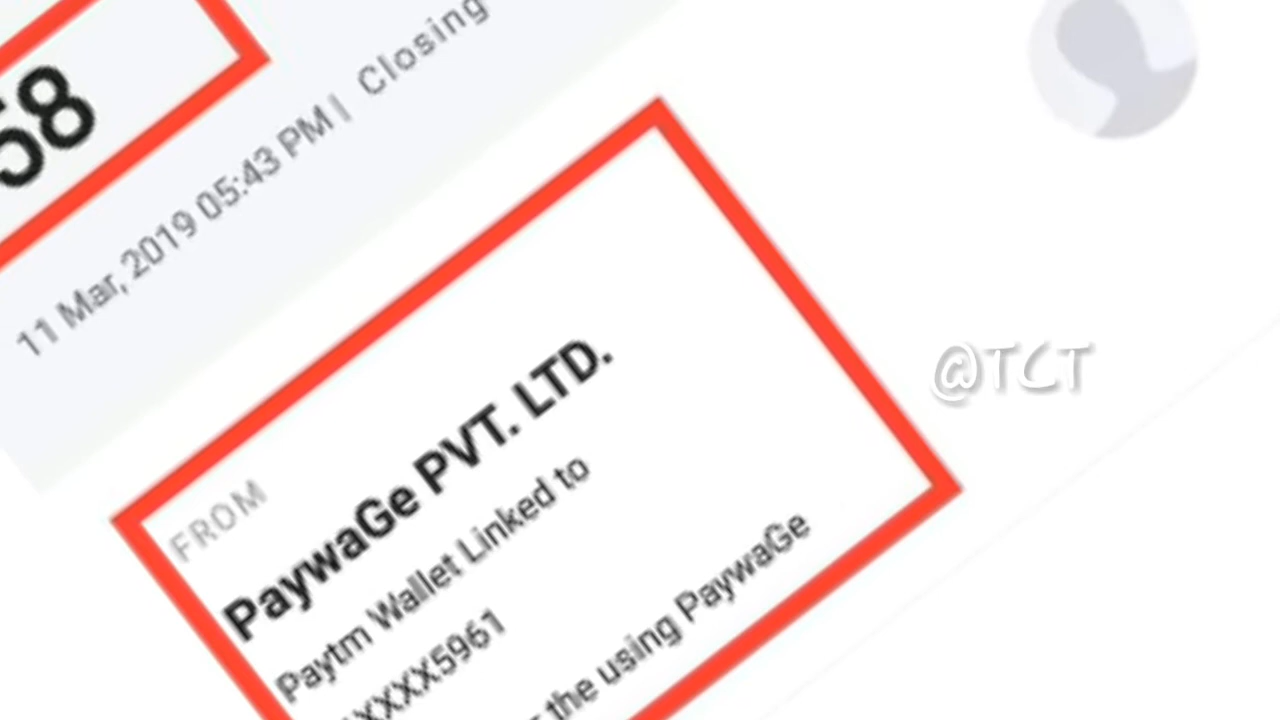 58
11 Mar, 2019 05:43 PM | Closing
@TCT
FROM
PaywaGe PVT. LTD.
Paytm Wallet Linked to
XXXX5961
the using PaywaGe